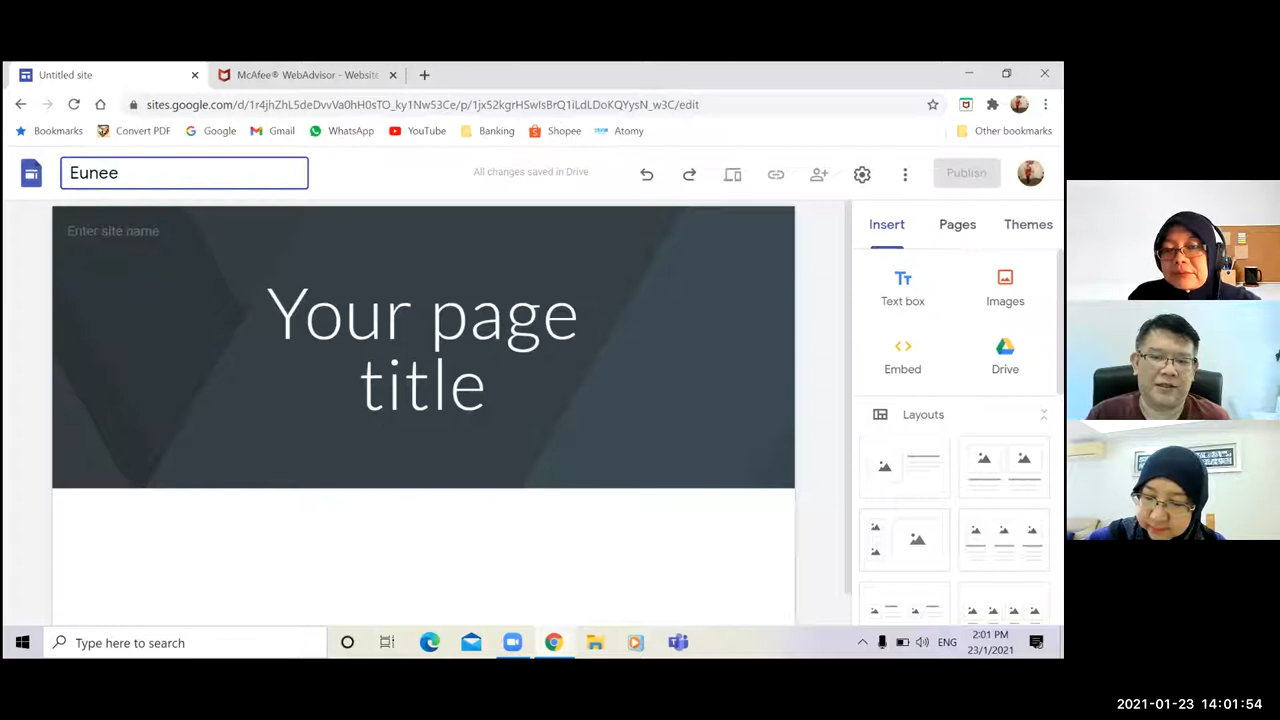 Untitled site
McAfee® WebAdvisor - Website
sites.google.com/d/1r4jhZhL5deDvvVa0hH0sTO_ky1Nw53Ce/p/1jx52kgrHSwIsBrQ1iLdLDoKQYysN_w3C/edit
Bookmarks
Convert PDF
Google
Gmail
WhatsApp
YouTube
Banking
Shopee
Atomy
Other bookmarks
Eunee
All changes saved in Drive
Publish
Enter site name
Your page
title
Insert
Pages
Themes
Tт Text box
Images
Embed
Drive
Layouts
Type here to search
ENG
2:01 PM
23/1/2021
2021-01-23 14:01:54